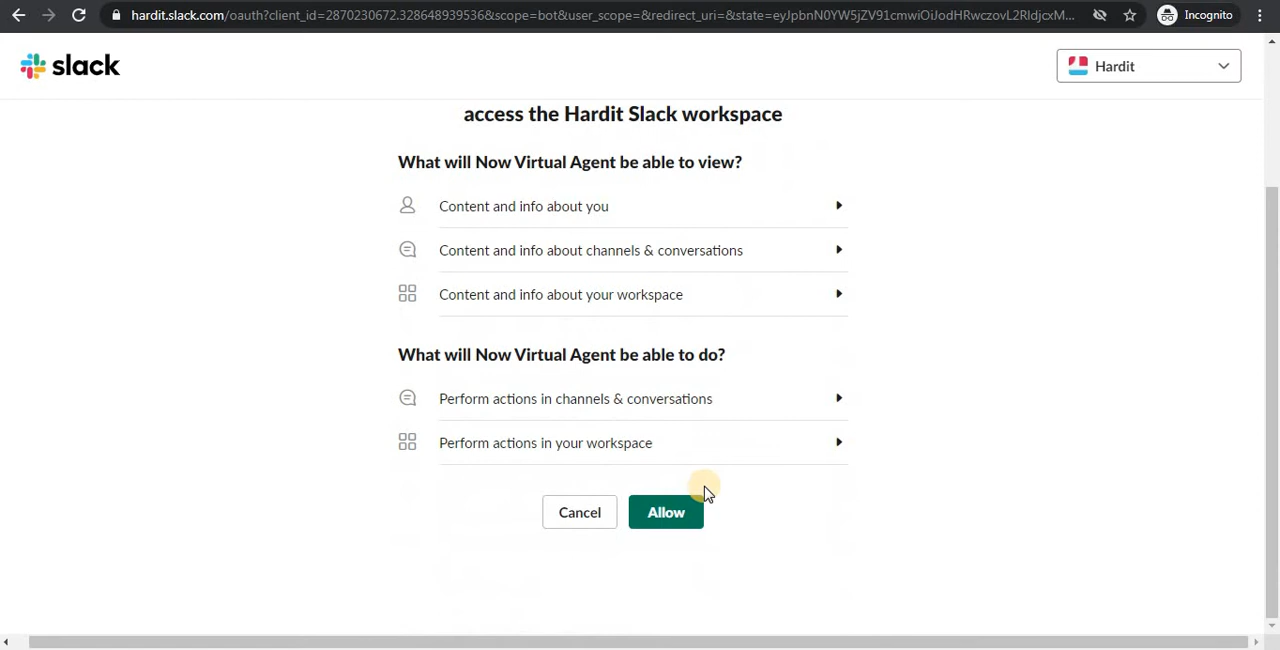 hardit.slack.com/oauth?client_id=2870230672.328648939536&scope=bot&user_scope=&redirect_uri=&state=eyJpbnN0YW5jZV91cmwiOiJodHRwczovL2RldjcxM...
Incognito
slack
Hardit
access the Hardit Slack workspace
What will Now Virtual Agent be able to view?
Content and info about you
Content and info about channels & conversations
Content and info about your workspace
What will Now Virtual Agent be able to do?
Perform actions in channels & conversations
Perform actions in your workspace
Cancel
Allow